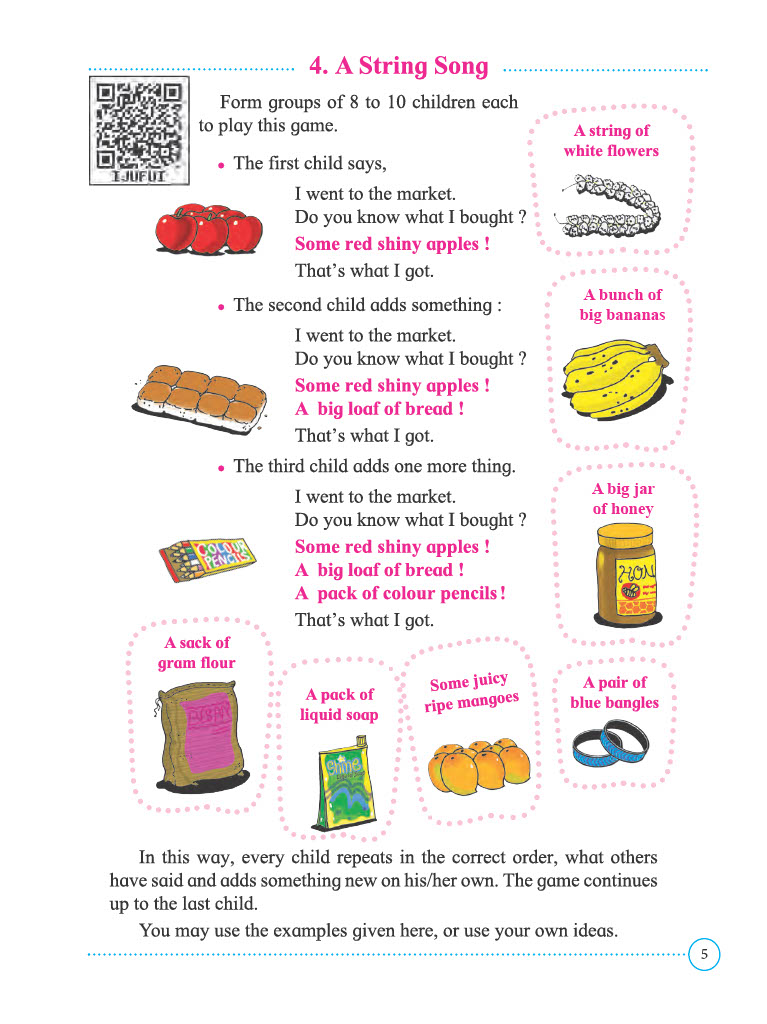 4. A String Song
IJUFUI
Form groups of 8 to 10 children each
to play this game.
• The first child says,
I went to the market.
Do you know what I bought ?
Some red shiny apples !
That's what I got.
A string of
white flowers
• The second child adds something :
I went to the market.
Do you know what I bought ?
Some red shiny apples !
A big loaf of bread !
That's what I got.
A bunch of
big bananas
• The third child adds one more thing.
I went to the market.
Do you know what I bought ?
Some red shiny apples !
A big loaf of bread !
A pack of colour pencils !
That's what I got.
COLOUR
PENCILS
A big jar
of honey
HON
A sack of
gram flour
BESAN
A pack of
liquid soap
Shine
Some juicy
ripe mangoes
A pair of
blue bangles
In this way, every child repeats in the correct order, what others
have said and adds something new on his/her own. The game continues
up to the last child.
You may use the examples given here, or use your own ideas.
5